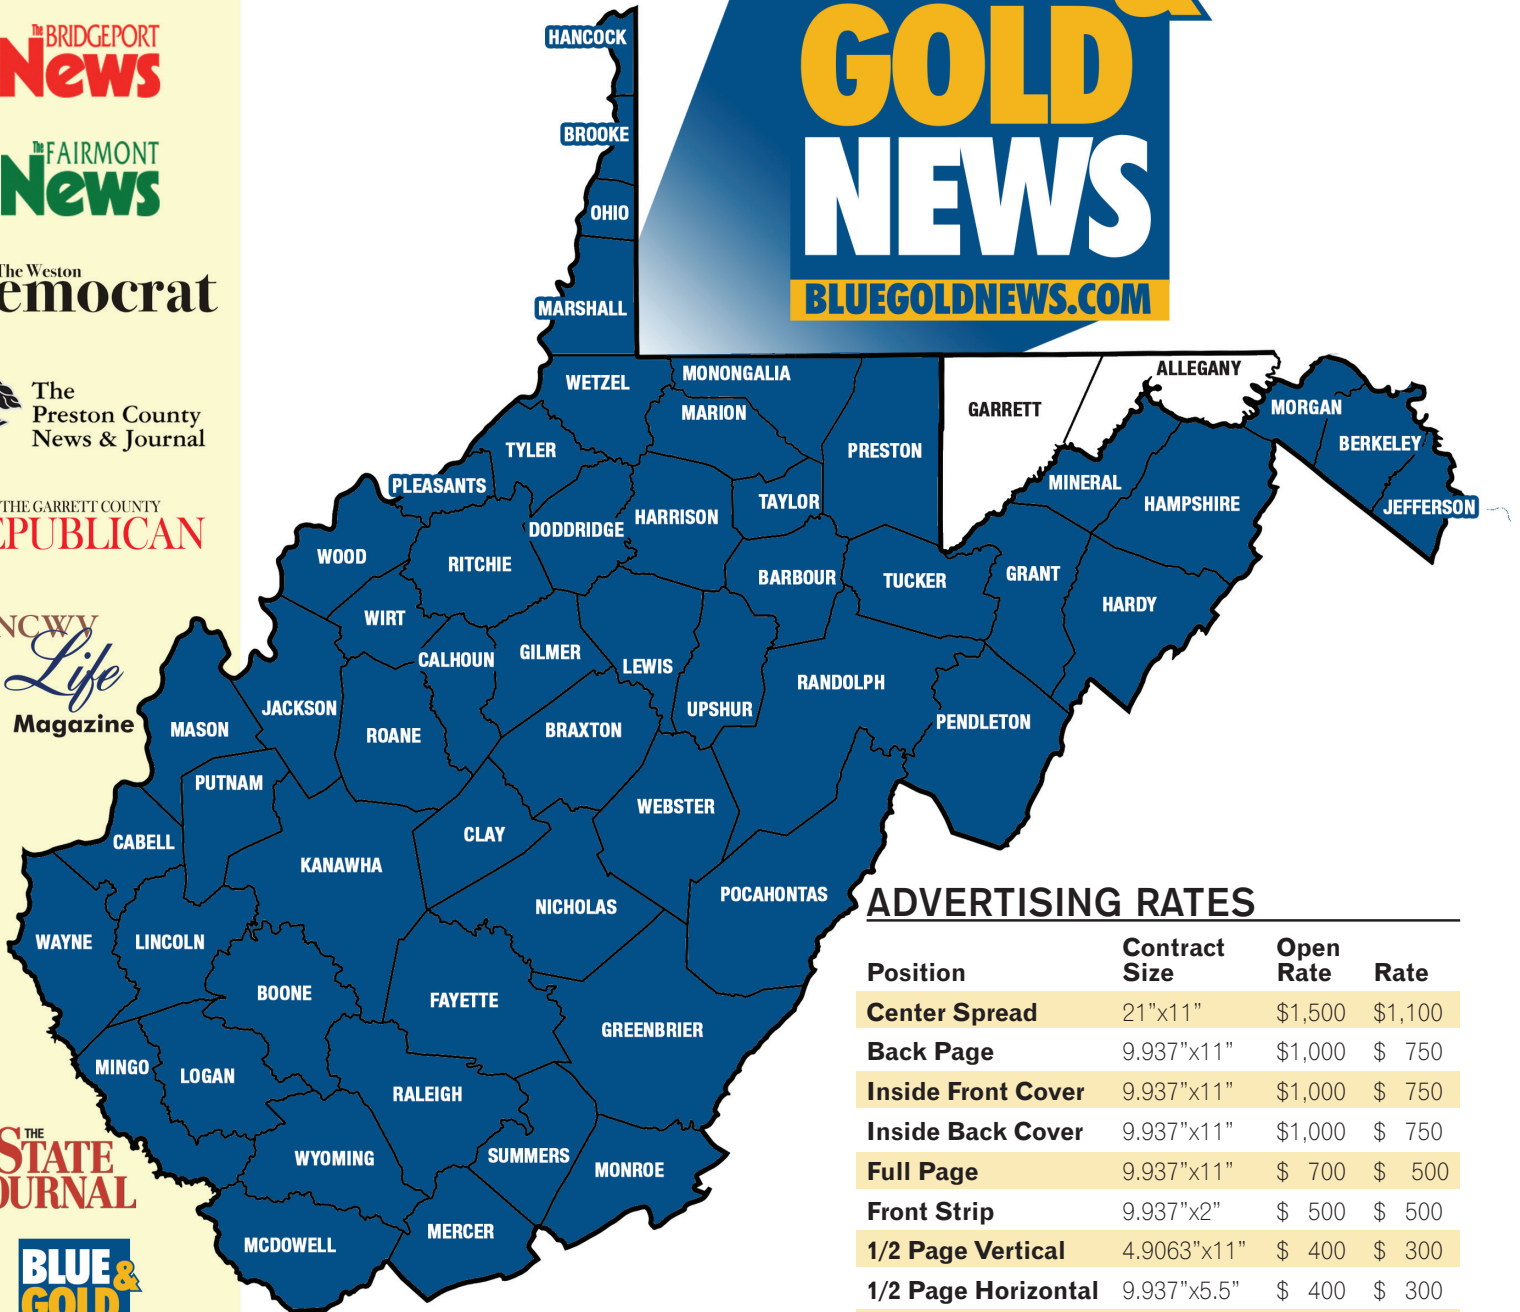 The BRIDGEPORT
News
The FAIRMONT
News
The Weston
emocrat
The
Preston County
News & Journal
THE GARRETT COUNTY
EPUBLICAN
NCWV
Life
Magazine
THE
STATE
OURNAL
BLUE &
GOLD
&
GOLD
NEWS
BLUEGOLDNEWS.COM
HANCOCK
BROOKE
OHIO
MARSHALL
WETZEL
MONONGALIA
MARION
TYLER
PLEASANTS
PRESTON
GARRETT
ALLEGANY
MORGAN
BERKELEY
JEFFERSON
MINERAL
HAMPSHIRE
TAYLOR
HARRISON
DODDRIDGE
WOOD
RITCHIE
BARBOUR
TUCKER
GRANT
HARDY
WIRT
CALHOUN
GILMER
LEWIS
UPSHUR
RANDOLPH
PENDLETON
JACKSON
MASON
ROANE
BRAXTON
PUTNAM
WEBSTER
CABELL
CLAY
KANAWHA
NICHOLAS
POCAHONTAS
WAYNE
LINCOLN
BOONE
FAYETTE
GREENBRIER
MINGO
LOGAN
RALEIGH
WYOMING
SUMMERS
MONROE
MCDOWELL
MERCER
ADVERTISING RATES
Position Contract Size Open Rate Rate
Center Spread 21”x11” $1,500 $1,100
Back Page 9.937”x11” $1,000 $ 750
Inside Front Cover 9.937”x11” $1,000 $ 750
Inside Back Cover 9.937”x11” $1,000 $ 750
Full Page 9.937”x11” $ 700 $ 500
Front Strip 9.937”x2” $ 500 $ 500
1/2 Page Vertical 4.9063”x11” $ 400 $ 300
1/2 Page Horizontal 9.937”x5.5” $ 400 $ 300